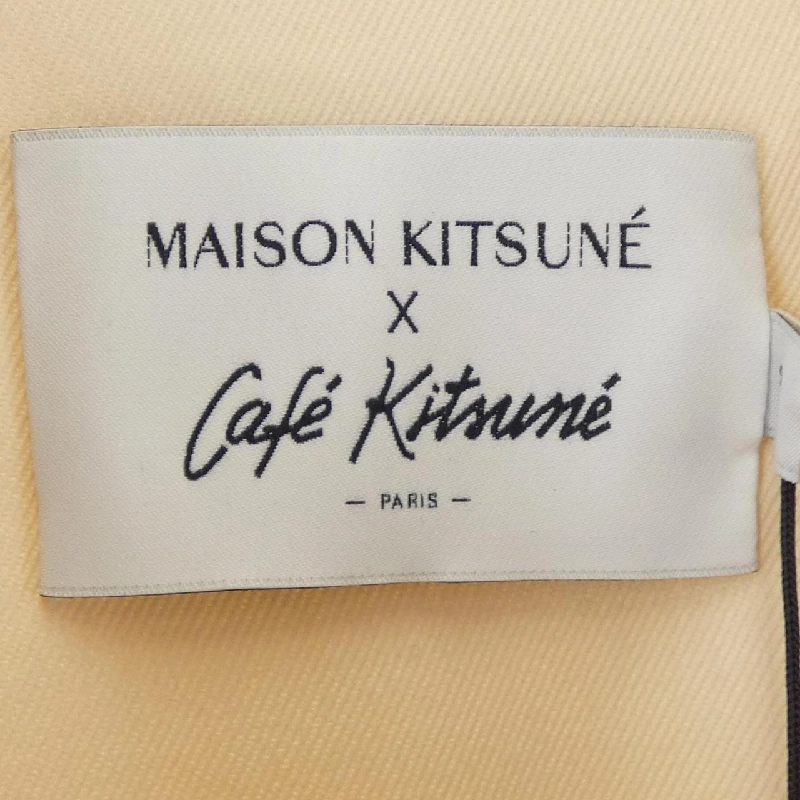 MAISON KITSUNÉ
X
Café Kitsuné
— PARIS —